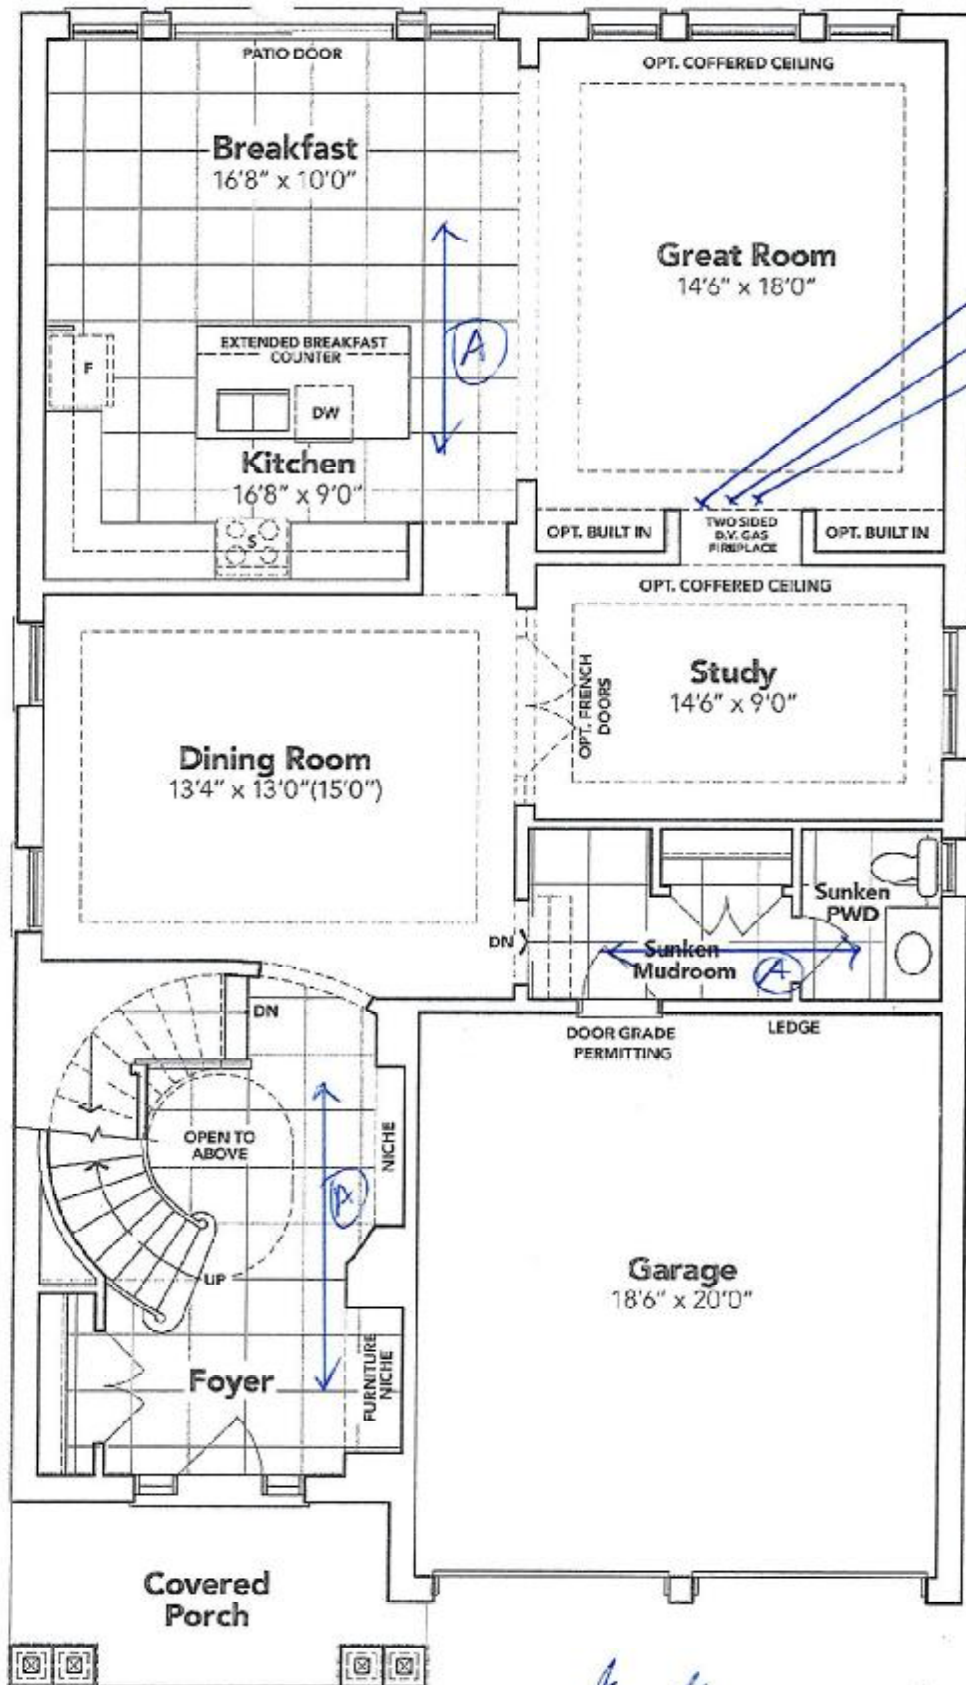 PATIO DOOR
OPT. COFFERED CEILING
Breakfast
16'8" x 10'0"
Great Room
14'6" x 18'0"
EXTENDED BREAKFAST
COUNTER
A
F
DW
Kitchen
16'8" x 9'0"
S
OPT. BUILT IN
TWO SIDED
D.V. GAS
FIREPLACE
OPT. BUILT IN
OPT. COFFERED CEILING
Study
14'6" x 9'0"
OPT. FRENCH
DOORS
Dining Room
13'4" x 13'0"(15'0")
Sunken
PWD
DN
Sunken
Mudroom
A
DN
DOOR GRADE
PERMITTING
LEDGE
OPEN TO
ABOVE
NICHE
A
UP
Garage
18'6" x 20'0"
Foyer
FURNITURE
NICHE
Covered
Porch